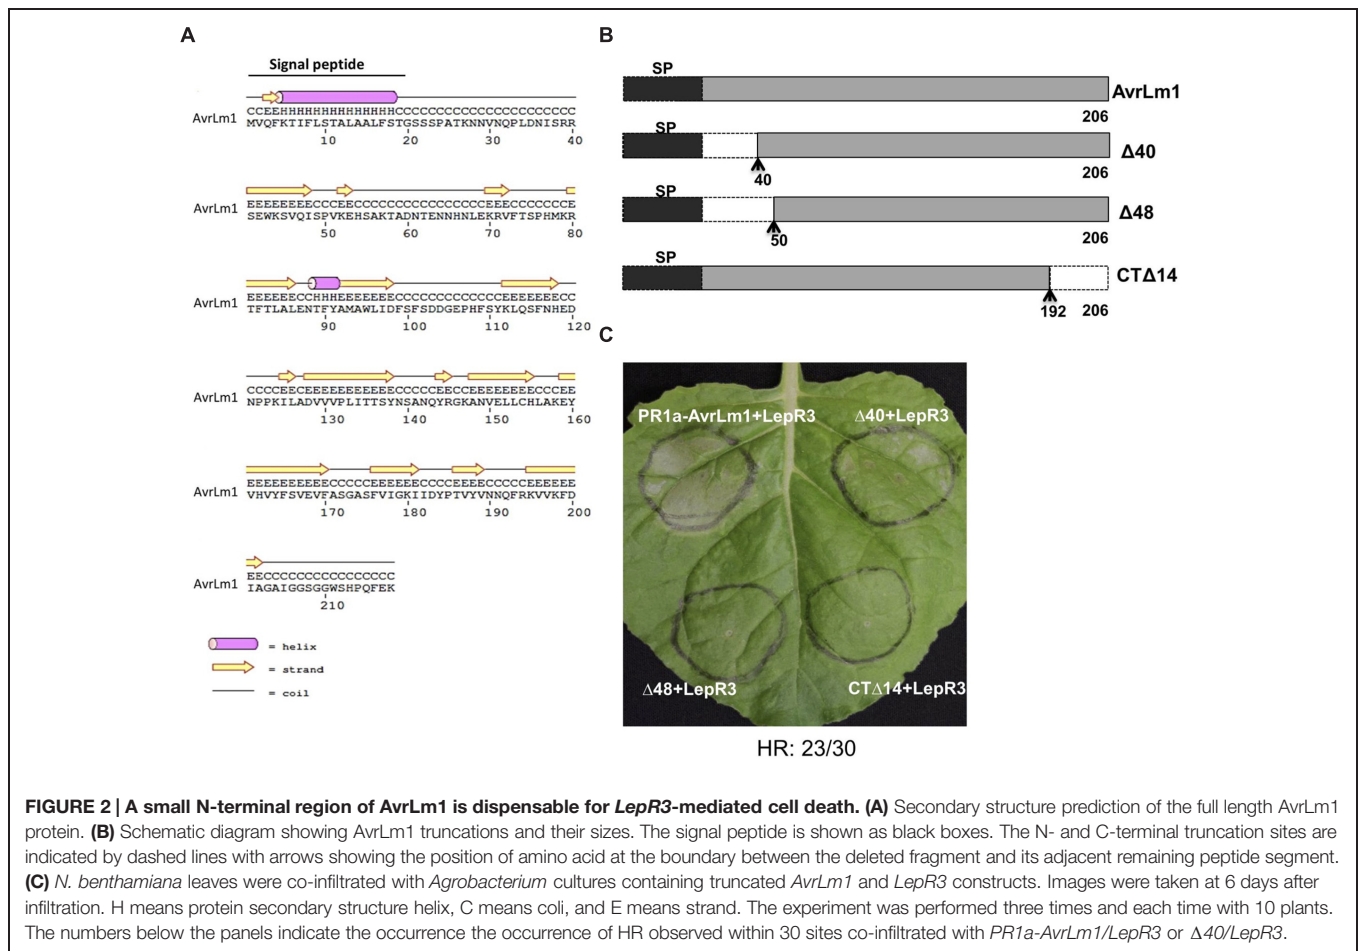 A
Signal peptide
CCEEHHHHHHHHHHHHHHCCCCCCCCCCCCCCCCCCCCCC
AvrLm1 MVQFKTIFLSTALAALFSTGSSSPATKNNVNQPLDNISRR
10 20 30 40
EEEEEEEECCCEECCCCCCCCCCCCCCCCEEECCCCCCCE
AvrLm1 SEWKSVQISPVKEHSAKTADNTENNHNLEKRVFTSPHMKR
50 60 70 80
EEEEEECCHHHEEEEEEECCCCCCCCCCCCCEEEEEEECC
AvrLm1 TFTLALENTFYAMAWLIDFSFSDDGEPHFSYKLQSFNHED
90 100 110 120
CCCCEECEEEEEEEEEEECCCCCEECCEEEEEEEECCCEE
AvrLm1 NPPKILADVVVPLITTSYNSANQYRGKANVELLCHLAKEY
130 140 150 160
EEEEEEEEEECCCCCEEEEEECCCCEEEECCCCCEEEEEE
AvrLm1 VHVYFSVEVFASGASFVIGKIIDYPTVYVNNQFRKVVKFD
170 180 190 200
EECCCCCCCCCCCCCCCC
AvrLm1 IAGAIGGSGGWSHPQFEK
210
= helix
= strand
= coil
B
SP
AvrLm1
206
SP
Δ40
40 206
SP
Δ48
50 206
SP
CTΔ14
192 206
C
PR1a-AvrLm1+LepR3 Δ40+LepR3
Δ48+LepR3 CTΔ14+LepR3
HR: 23/30
FIGURE 2 | A small N-terminal region of AvrLm1 is dispensable for LepR3-mediated cell death. (A) Secondary structure prediction of the full length AvrLm1
protein. (B) Schematic diagram showing AvrLm1 truncations and their sizes. The signal peptide is shown as black boxes. The N- and C-terminal truncation sites are
indicated by dashed lines with arrows showing the position of amino acid at the boundary between the deleted fragment and its adjacent remaining peptide segment.
(C) N. benthamiana leaves were co-infiltrated with Agrobacterium cultures containing truncated AvrLm1 and LepR3 constructs. Images were taken at 6 days after
infiltration. H means protein secondary structure helix, C means coli, and E means strand. The experiment was performed three times and each time with 10 plants.
The numbers below the panels indicate the occurrence the occurrence of HR observed within 30 sites co-infiltrated with PR1a-AvrLm1/LepR3 or Δ40/LepR3.